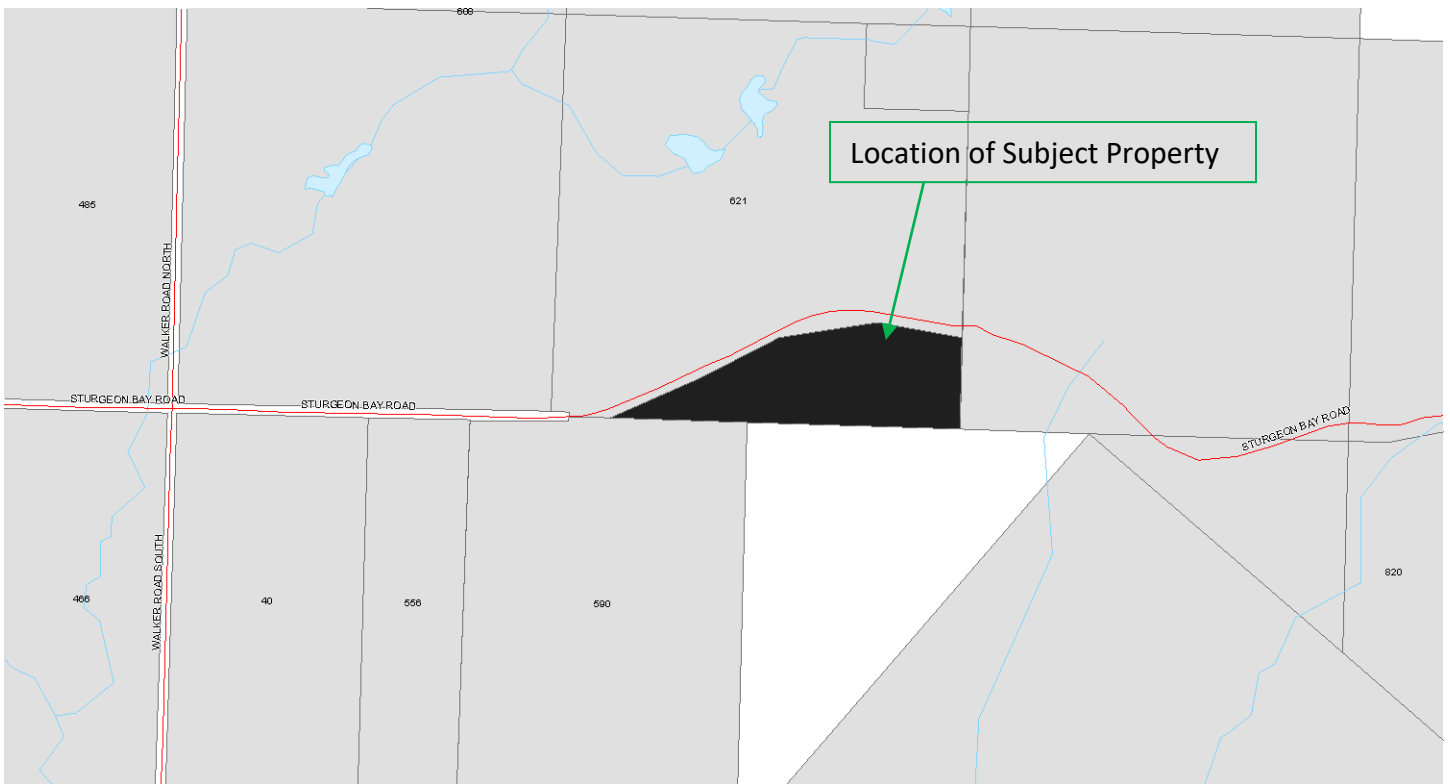 608
Location of Subject Property
485
621
WALKER ROAD NORTH
STURGEON BAY ROAD
STURGEON BAY ROAD
STURGEON BAY ROAD
WALKER ROAD SOUTH
466
40
556
590
820